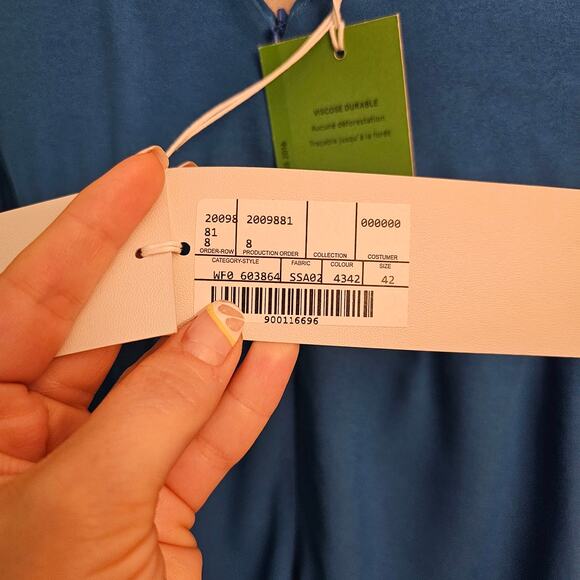 VISCOSE DURABLE
Aucune déforestation
Traçable jusqu'à la forêt
2018
20098 2009881 000000
81
8 8
ORDER-ROW PRODUCTION ORDER COLLECTION COSTUMER
CATEGORY-STYLE FABRIC COLOUR SIZE
WF0 603864 SSA02 4342 42
900116696